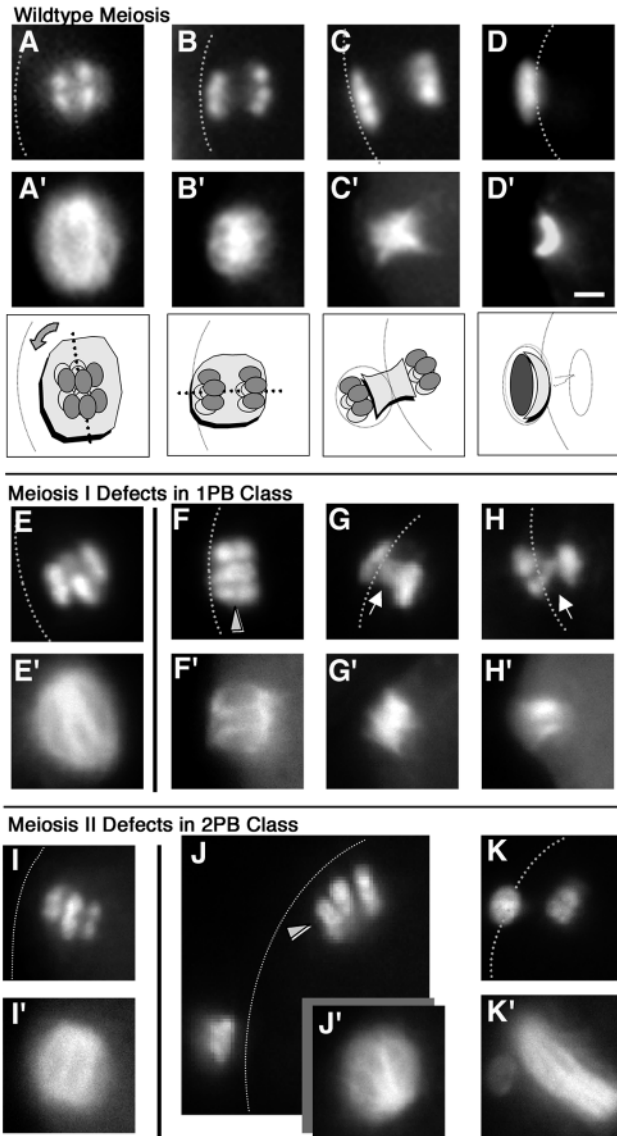 Wildtype Meiosis
A B C D
A' B' C' D'
Meiosis I Defects in 1PB Class
E F G H
E' F' G' H'
Meiosis II Defects in 2PB Class
I J K
I' J' K'